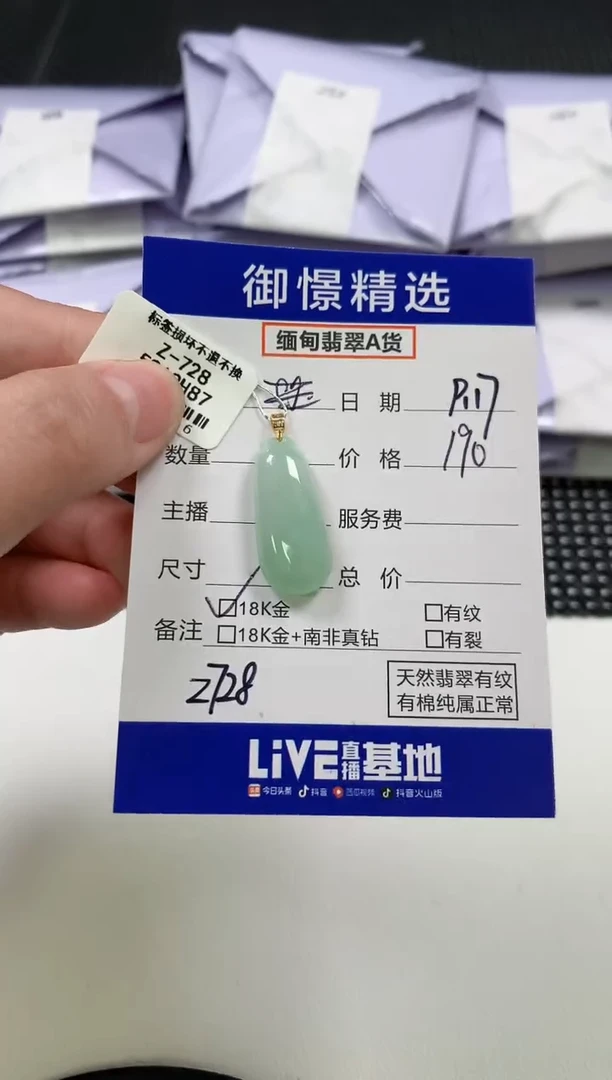 御憬精选
缅甸翡翠A货
标签损坏不退不换
Z-728
日 期 P.17
数量 价 格 190
主播 服务费
尺寸 总 价
备注 ☑18K金 □有纹
□18K金+南非真钻 □有裂
Z728
天然翡翠有纹
有棉纯属正常
LiVE直播基地
今日头条 抖音 西瓜视频 抖音火山版